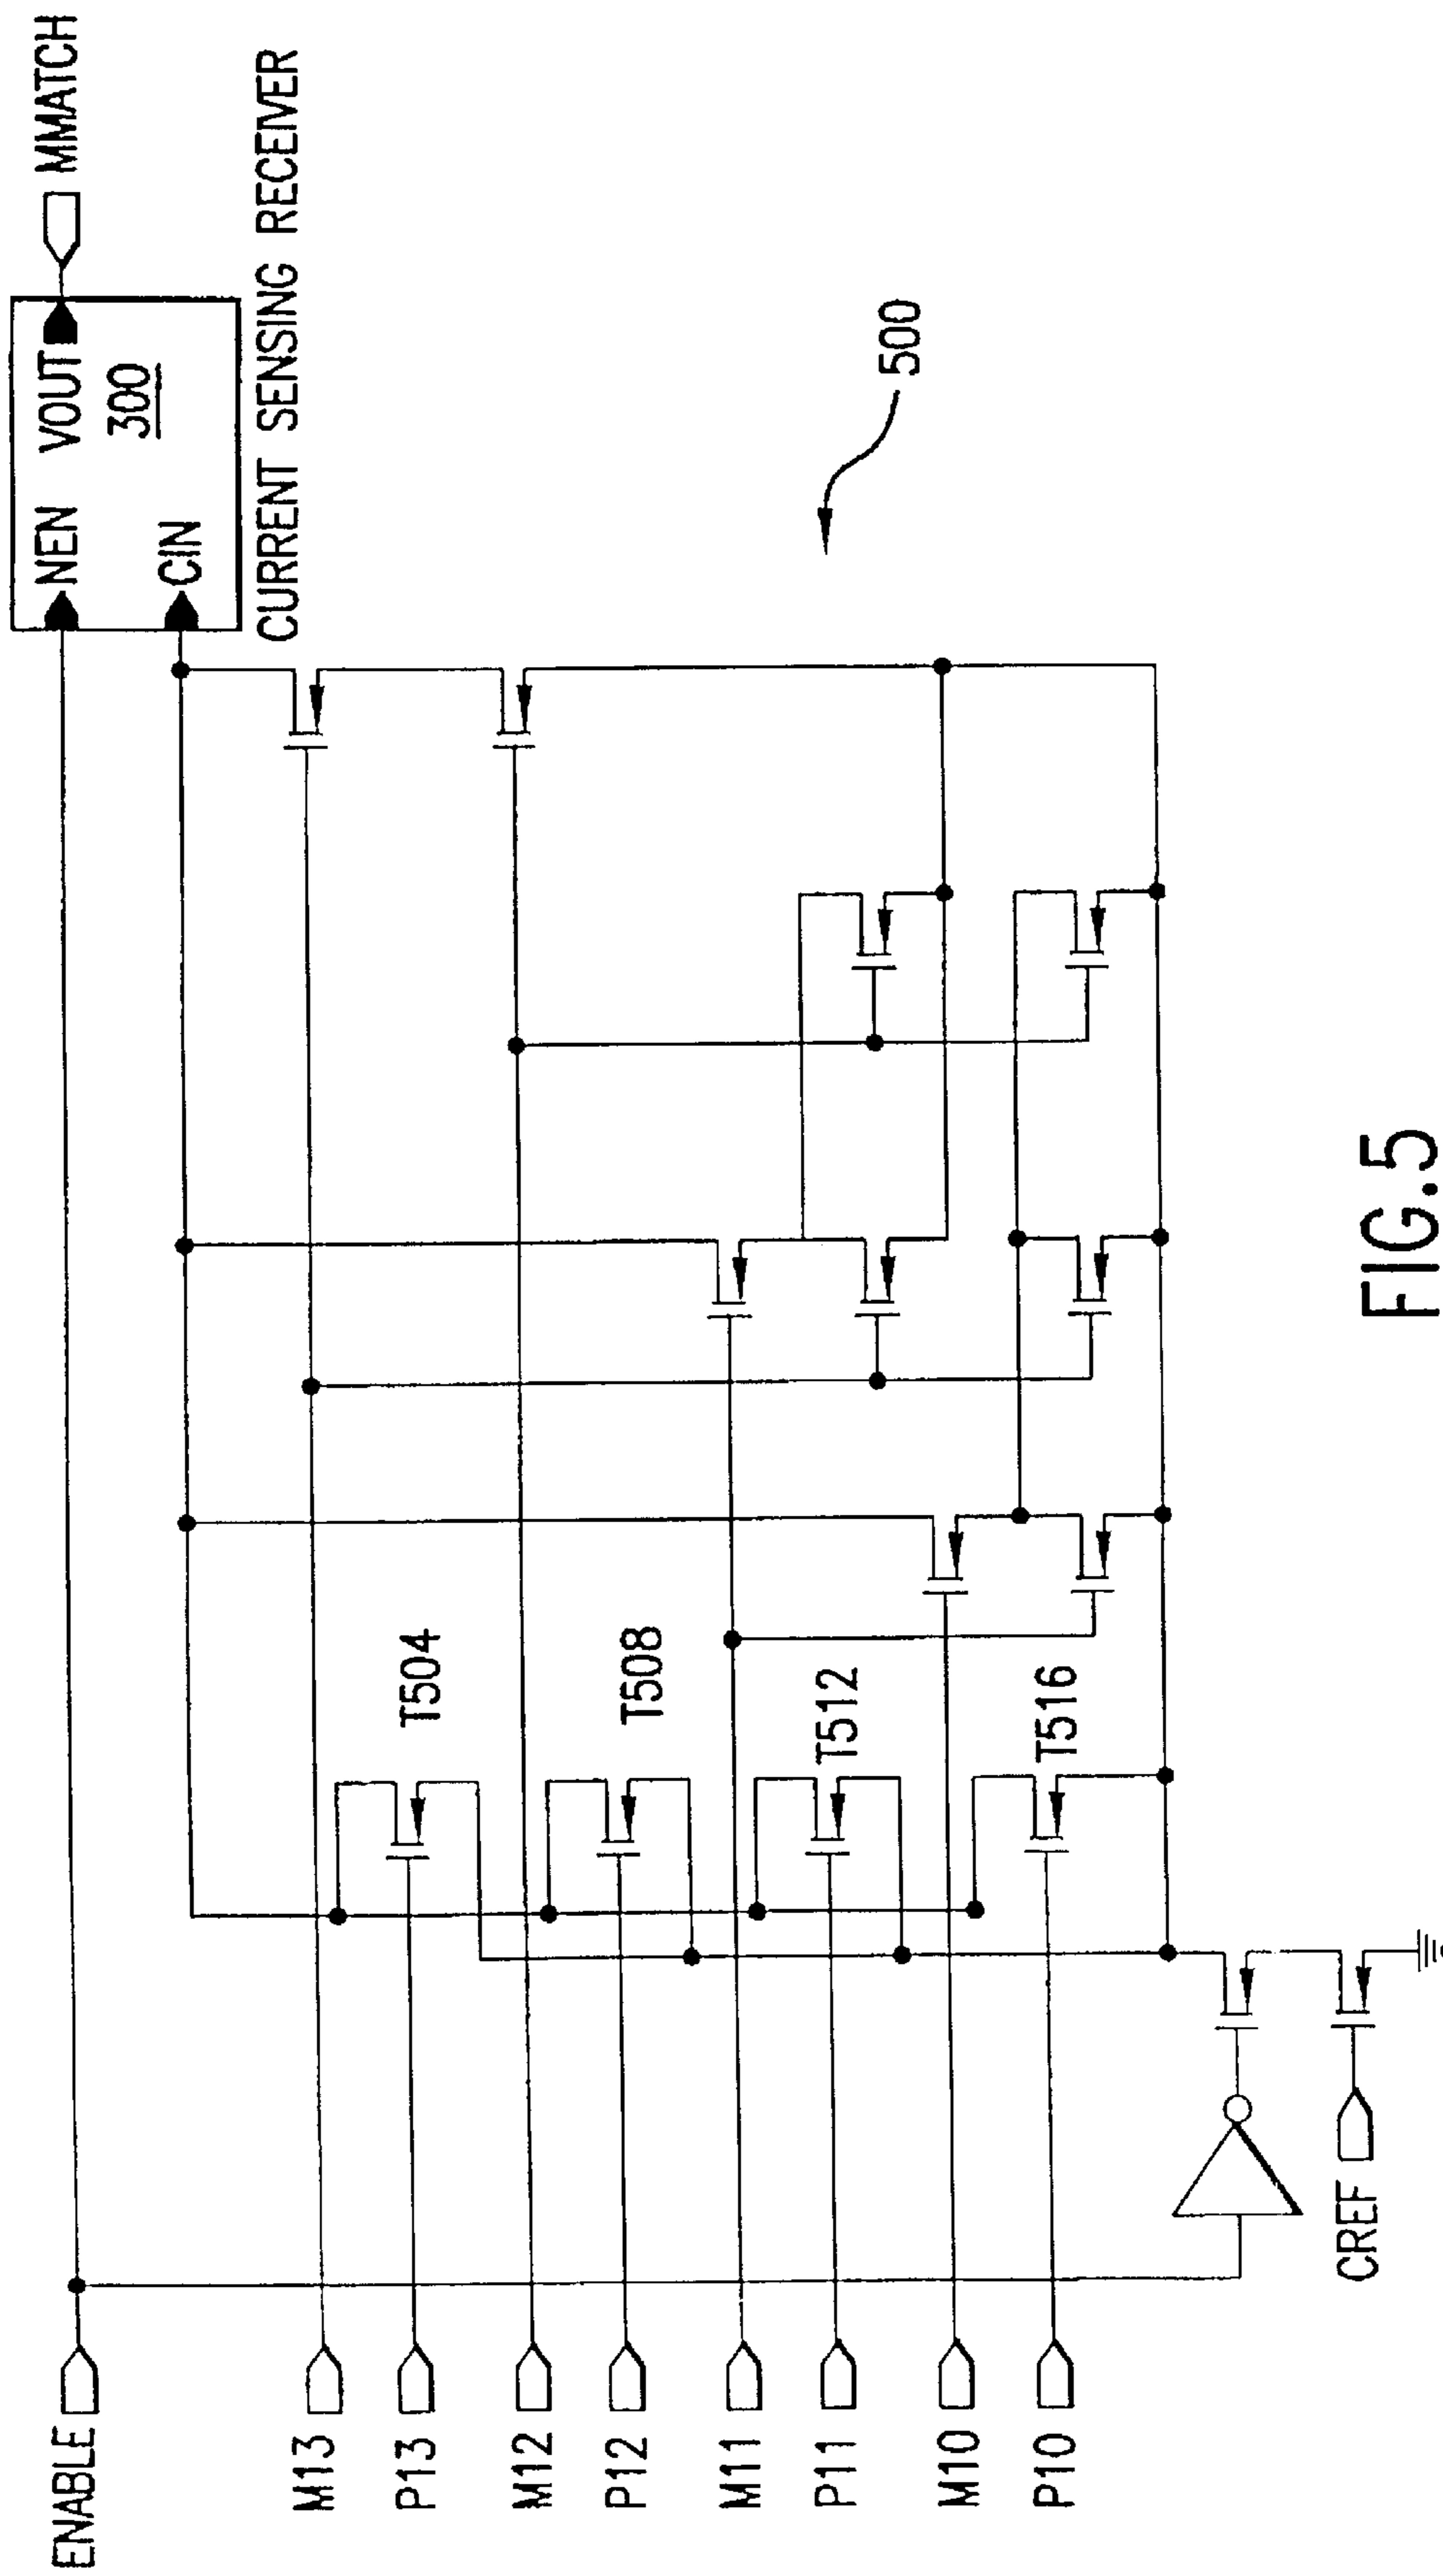 ENABLE
M13
P13
M12
P12
M11
P11
M10
P10
CREF
T504
T508
T512
T516
NEN VOUT
300
CIN
MMATCH
CURRENT SENSING RECEIVER
500
FIG.5